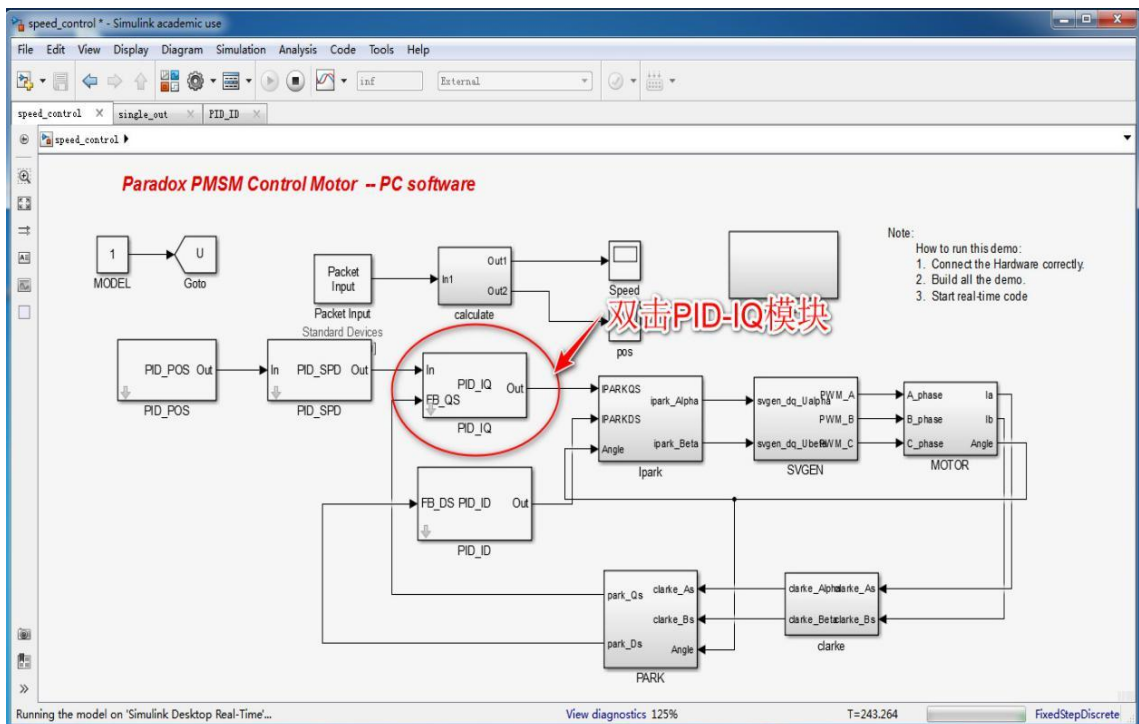 speed_control * - Simulink academic use
File Edit View Display Diagram Simulation Analysis Code Tools Help
inf
External
speed_control
single_out
PID_ID
speed_control
Paradox PMSM Control Motor -- PC software
1
MODEL
U
Goto
Packet
Input
Packet Input
Standard Devices
]
In1
Out1
Out2
calculate
Speed
pos
双击PID-IQ模块
Note:
How to run this demo:
1. Connect the Hardware correctly.
2. Build all the demo.
3. Start real-time code
PID_POS Out
PID_POS
In PID_SPD Out
PID_SPD
In
PID_IQ
Out
FB_QS
PID_IQ
FB_DS PID_ID Out
PID_ID
IPARKQS
IPARKDS
Angle
ipark_Alpha
ipark_Beta
Ipark
svgen_dq_Ualpha
PWM_A
PWM_B
PWM_C
SVGEN
A_phase
B_phase
C_phase
Ia
Ib
Angle
MOTOR
park_Qs
park_Ds
clarke_As
clarke_Bs
Angle
PARK
clarke_As
clarke_Bs
clarke
Running the model on 'Simulink Desktop Real-Time'...
View diagnostics 125%
T=243.264
FixedStepDiscrete